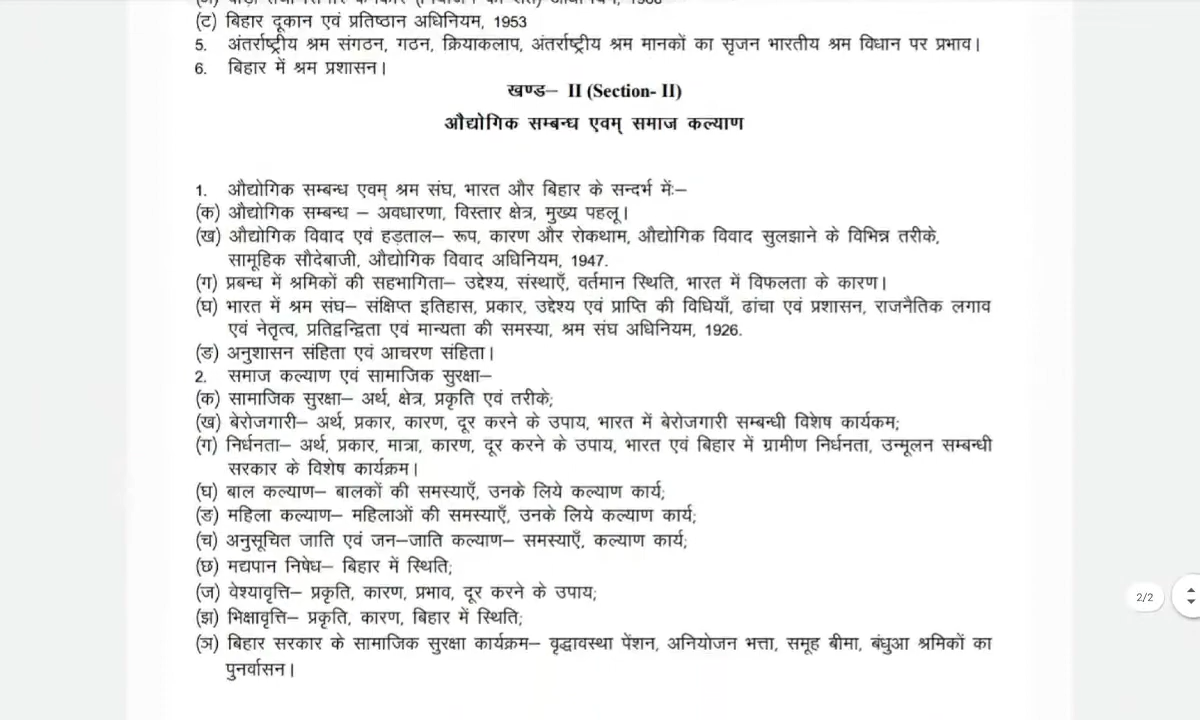 (ट) बिहार दूकान एवं प्रतिष्ठान अधिनियम, 1953
5. अंतर्राष्ट्रीय श्रम संगठन, गठन, क्रियाकलाप, अंतर्राष्ट्रीय श्रम मानकों का सृजन भारतीय श्रम विधान पर प्रभाव।
6. बिहार में श्रम प्रशासन।
खण्ड– II (Section- II)
औद्योगिक सम्बन्ध एवम् समाज कल्याण
1. औद्योगिक सम्बन्ध एवम् श्रम संघ, भारत और बिहार के सन्दर्भ में:–
(क) औद्योगिक सम्बन्ध – अवधारणा, विस्तार क्षेत्र, मुख्य पहलू।
(ख) औद्योगिक विवाद एवं हड़ताल– रूप, कारण और रोकथाम, औद्योगिक विवाद सुलझाने के विभिन्न तरीके,
सामूहिक सौदेबाजी, औद्योगिक विवाद अधिनियम, 1947.
(ग) प्रबन्ध में श्रमिकों की सहभागिता– उद्देश्य, संस्थाएँ, वर्तमान स्थिति, भारत में विफलता के कारण।
(घ) भारत में श्रम संघ– संक्षिप्त इतिहास, प्रकार, उद्देश्य एवं प्राप्ति की विधियाँ, ढांचा एवं प्रशासन, राजनैतिक लगाव
एवं नेतृत्व, प्रतिद्वन्द्विता एवं मान्यता की समस्या, श्रम संघ अधिनियम, 1926.
(ङ) अनुशासन संहिता एवं आचरण संहिता।
2. समाज कल्याण एवं सामाजिक सुरक्षा–
(क) सामाजिक सुरक्षा– अर्थ, क्षेत्र, प्रकृति एवं तरीके;
(ख) बेरोजगारी– अर्थ, प्रकार, कारण, दूर करने के उपाय, भारत में बेरोजगारी सम्बन्धी विशेष कार्यकम;
(ग) निर्धनता– अर्थ, प्रकार, मात्रा, कारण, दूर करने के उपाय, भारत एवं बिहार में ग्रामीण निर्धनता, उन्मूलन सम्बन्धी
सरकार के विशेष कार्यक्रम।
(घ) बाल कल्याण– बालकों की समस्याएँ, उनके लिये कल्याण कार्य;
(ङ) महिला कल्याण– महिलाओं की समस्याएँ, उनके लिये कल्याण कार्य;
(च) अनुसूचित जाति एवं जन–जाति कल्याण– समस्याएँ, कल्याण कार्य;
(छ) मद्यपान निषेध– बिहार में स्थिति;
(ज) वेश्यावृत्ति– प्रकृति, कारण, प्रभाव, दूर करने के उपाय;
(झ) भिक्षावृत्ति– प्रकृति, कारण, बिहार में स्थिति;
2/2
(ञ) बिहार सरकार के सामाजिक सुरक्षा कार्यक्रम– वृद्धावस्था पेंशन, अनियोजन भत्ता, समूह बीमा, बंधुआ श्रमिकों का
पुनर्वासन।